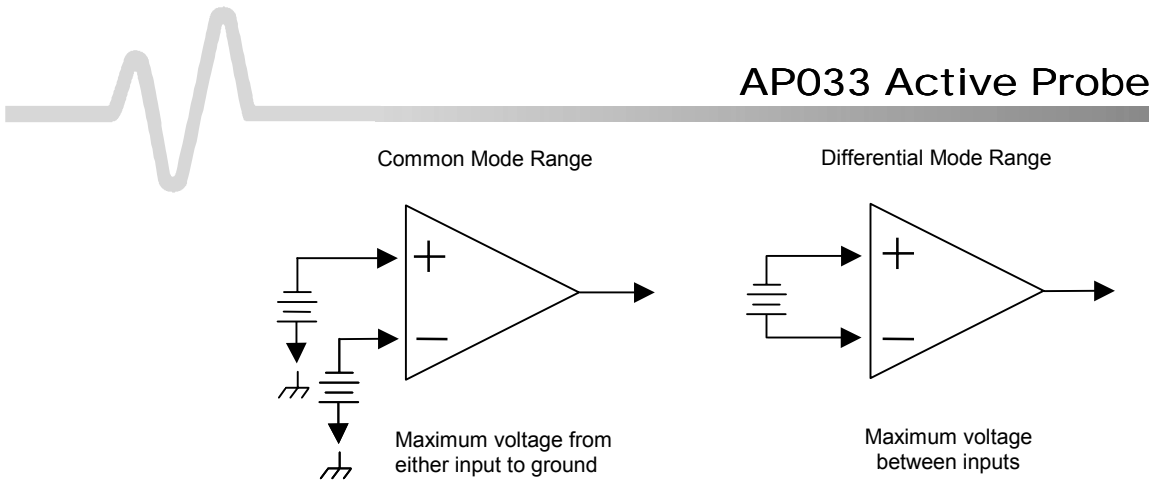 AP033 Active Probe
Common Mode Range
Differential Mode Range
+
−
+
−
Maximum voltage from
either input to ground
Maximum voltage
between inputs